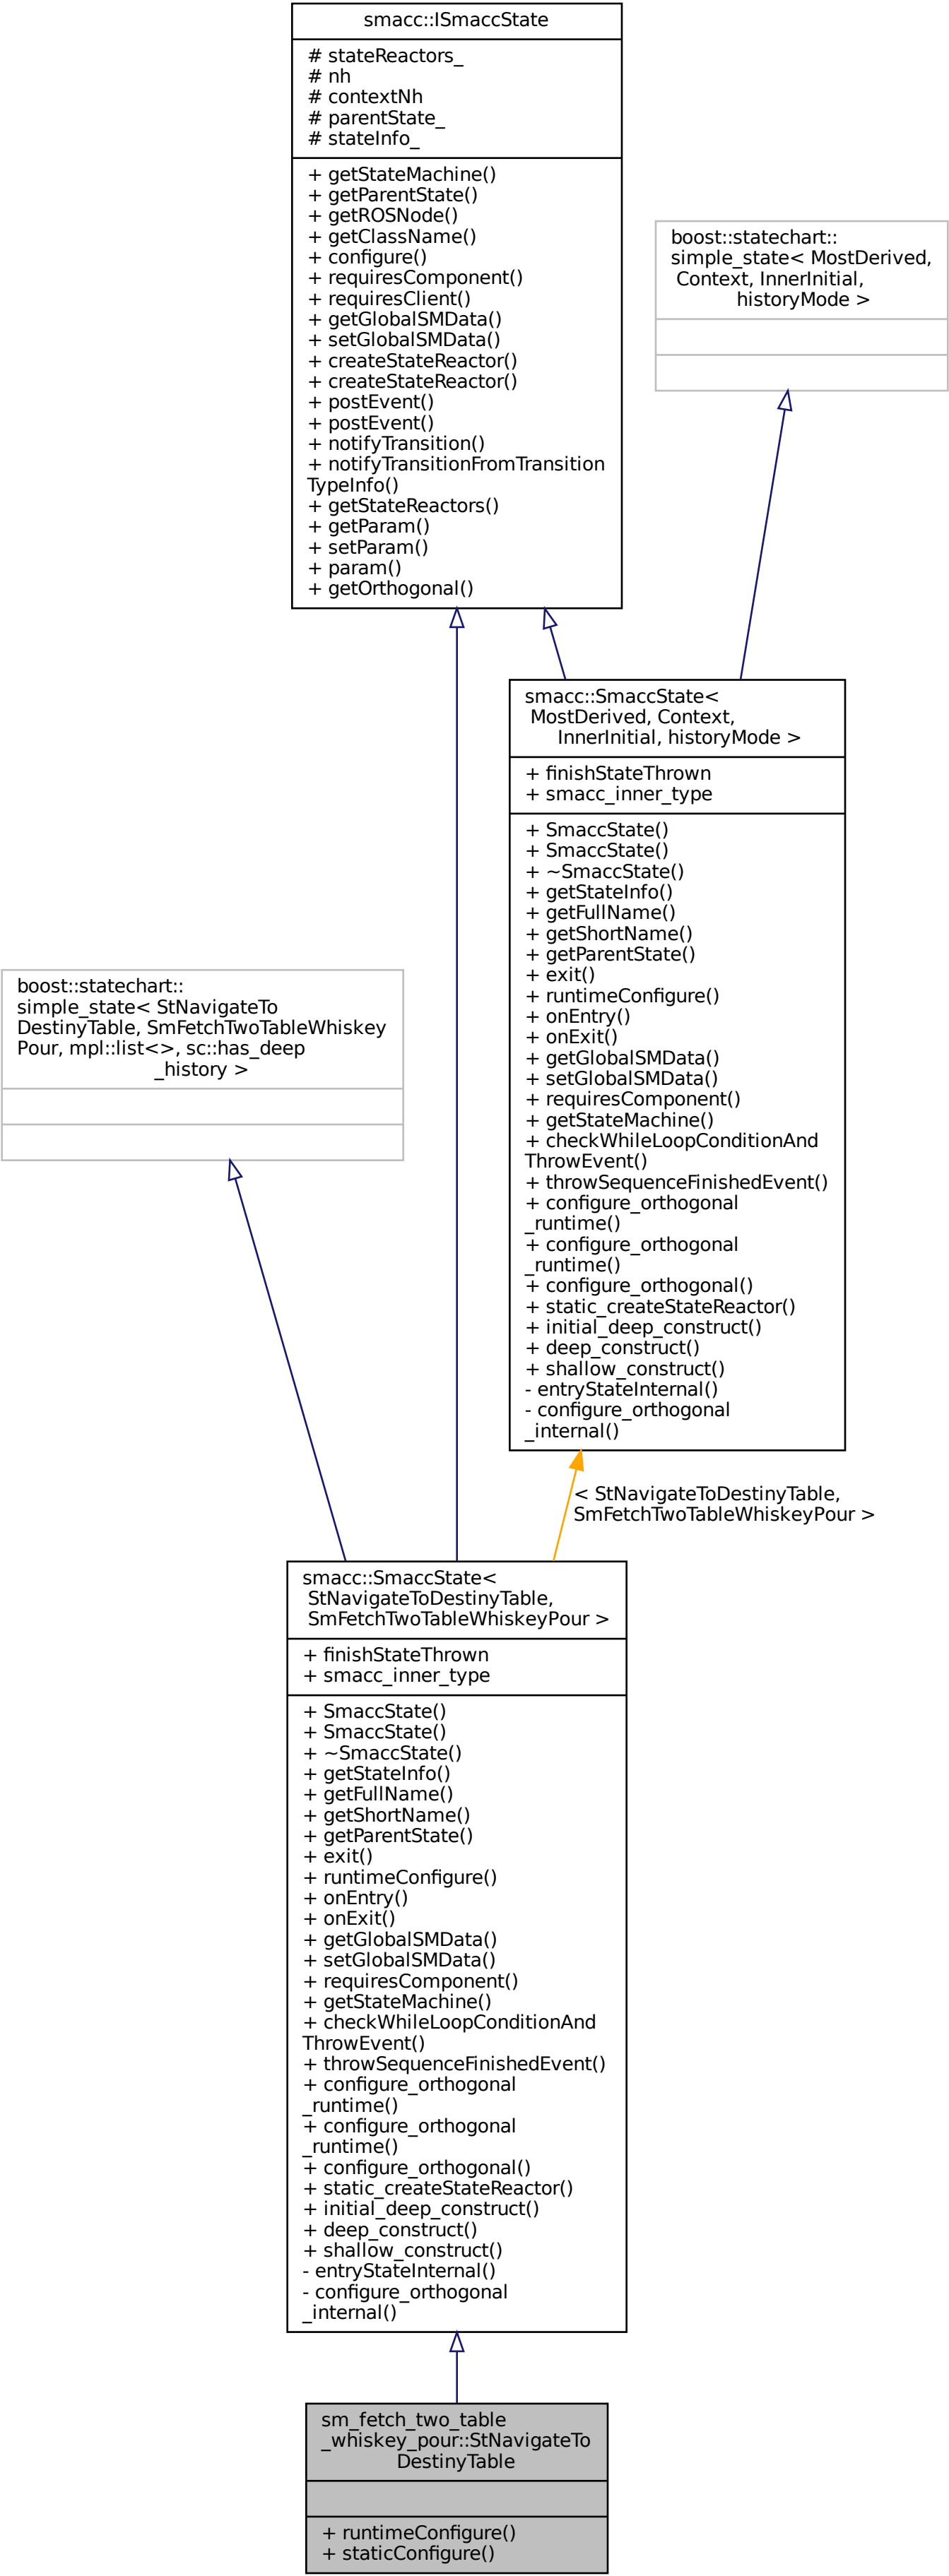 smacc::ISmaccState
# stateReactors_
# nh
# contextNh
# parentState_
# stateInfo_
+ getStateMachine()
+ getParentState()
+ getROSNode()
+ getClassName()
+ configure()
+ requiresComponent()
+ requiresClient()
+ getGlobalSMData()
+ setGlobalSMData()
+ createStateReactor()
+ createStateReactor()
+ postEvent()
+ postEvent()
+ notifyTransition()
+ notifyTransitionFromTransition
TypeInfo()
+ getStateReactors()
+ getParam()
+ setParam()
+ param()
+ getOrthogonal()
boost::statechart::
simple_state< MostDerived,
Context, InnerInitial,
historyMode >
smacc::SmaccState<
MostDerived, Context,
InnerInitial, historyMode >
+ finishStateThrown
+ smacc_inner_type
+ SmaccState()
+ SmaccState()
+ ~SmaccState()
+ getStateInfo()
+ getFullName()
+ getShortName()
+ getParentState()
+ exit()
+ runtimeConfigure()
+ onEntry()
+ onExit()
+ getGlobalSMData()
+ setGlobalSMData()
+ requiresComponent()
+ getStateMachine()
+ checkWhileLoopConditionAnd
ThrowEvent()
+ throwSequenceFinishedEvent()
+ configure_orthogonal
_runtime()
+ configure_orthogonal
_runtime()
+ configure_orthogonal()
+ static_createStateReactor()
+ initial_deep_construct()
+ deep_construct()
+ shallow_construct()
- entryStateInternal()
- configure_orthogonal
_internal()
boost::statechart::
simple_state< StNavigateTo
DestinyTable, SmFetchTwoTableWhiskey
Pour, mpl::list<>, sc::has_deep
_history >
< StNavigateToDestinyTable,
SmFetchTwoTableWhiskeyPour >
smacc::SmaccState<
StNavigateToDestinyTable,
SmFetchTwoTableWhiskeyPour >
+ finishStateThrown
+ smacc_inner_type
+ SmaccState()
+ SmaccState()
+ ~SmaccState()
+ getStateInfo()
+ getFullName()
+ getShortName()
+ getParentState()
+ exit()
+ runtimeConfigure()
+ onEntry()
+ onExit()
+ getGlobalSMData()
+ setGlobalSMData()
+ requiresComponent()
+ getStateMachine()
+ checkWhileLoopConditionAnd
ThrowEvent()
+ throwSequenceFinishedEvent()
+ configure_orthogonal
_runtime()
+ configure_orthogonal
_runtime()
+ configure_orthogonal()
+ static_createStateReactor()
+ initial_deep_construct()
+ deep_construct()
+ shallow_construct()
- entryStateInternal()
- configure_orthogonal
_internal()
sm_fetch_two_table
_whiskey_pour::StNavigateTo
DestinyTable
+ runtimeConfigure()
+ staticConfigure()